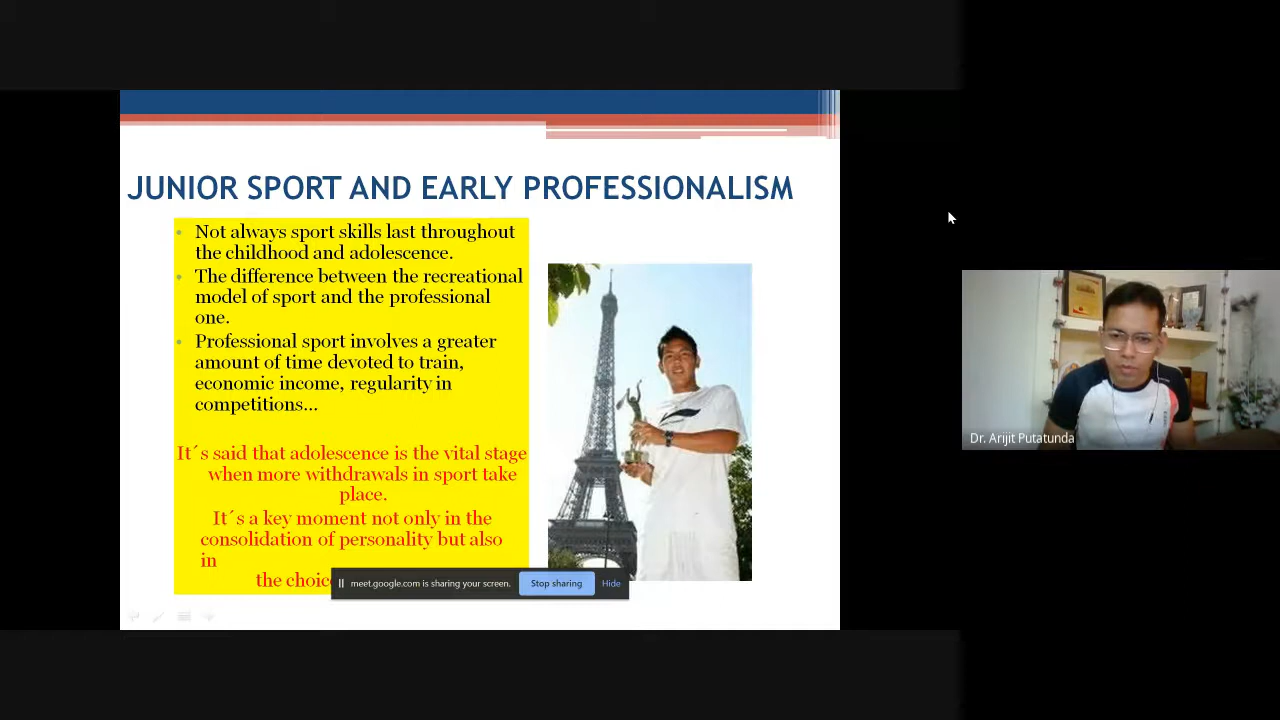 JUNIOR SPORT AND EARLY PROFESSIONALISM
Not always sport skills last throughout
the childhood and adolescence.
The difference between the recreational
model of sport and the professional
one.
Professional sport involves a greater
amount of time devoted to train,
economic income, regularity in
competitions...
It´s said that adolescence is the vital stage
when more withdrawals in sport take
place.
It´s a key moment not only in the
consolidation of personality but also
in
the choice
meet.google.com is sharing your screen.
Stop sharing
Hide
Dr. Arijit Putatunda